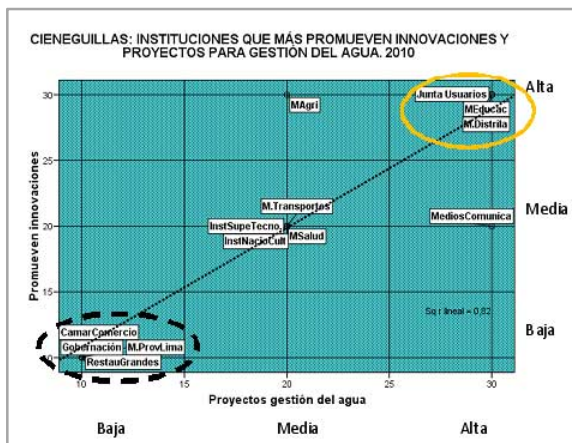 CIENEGUILLAS: INSTITUCIONES QUE MÁS PROMUEVEN INNOVACIONES Y
PROYECTOS PARA GESTIÓN DEL AGUA. 2010
Promueven innovaciones
30
25
20
15
10
MAgri
Junta Usuarios
MEducac
M.Distrila
M.Transportes
InstSupeTecno,
InstNacioCult
MSalud
MediosComunica
Sq r lineal = 0,82
CamarComercio
Gobernación
M.ProvLima
RestauGrandes
Alta
Media
Baja
10
15
20
25
30
Proyectos gestión del agua
Baja
Media
Alta